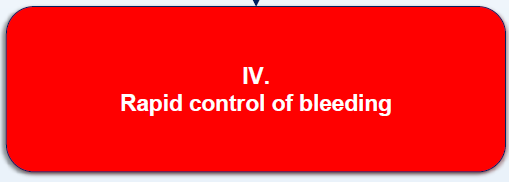 IV.
Rapid control of bleeding